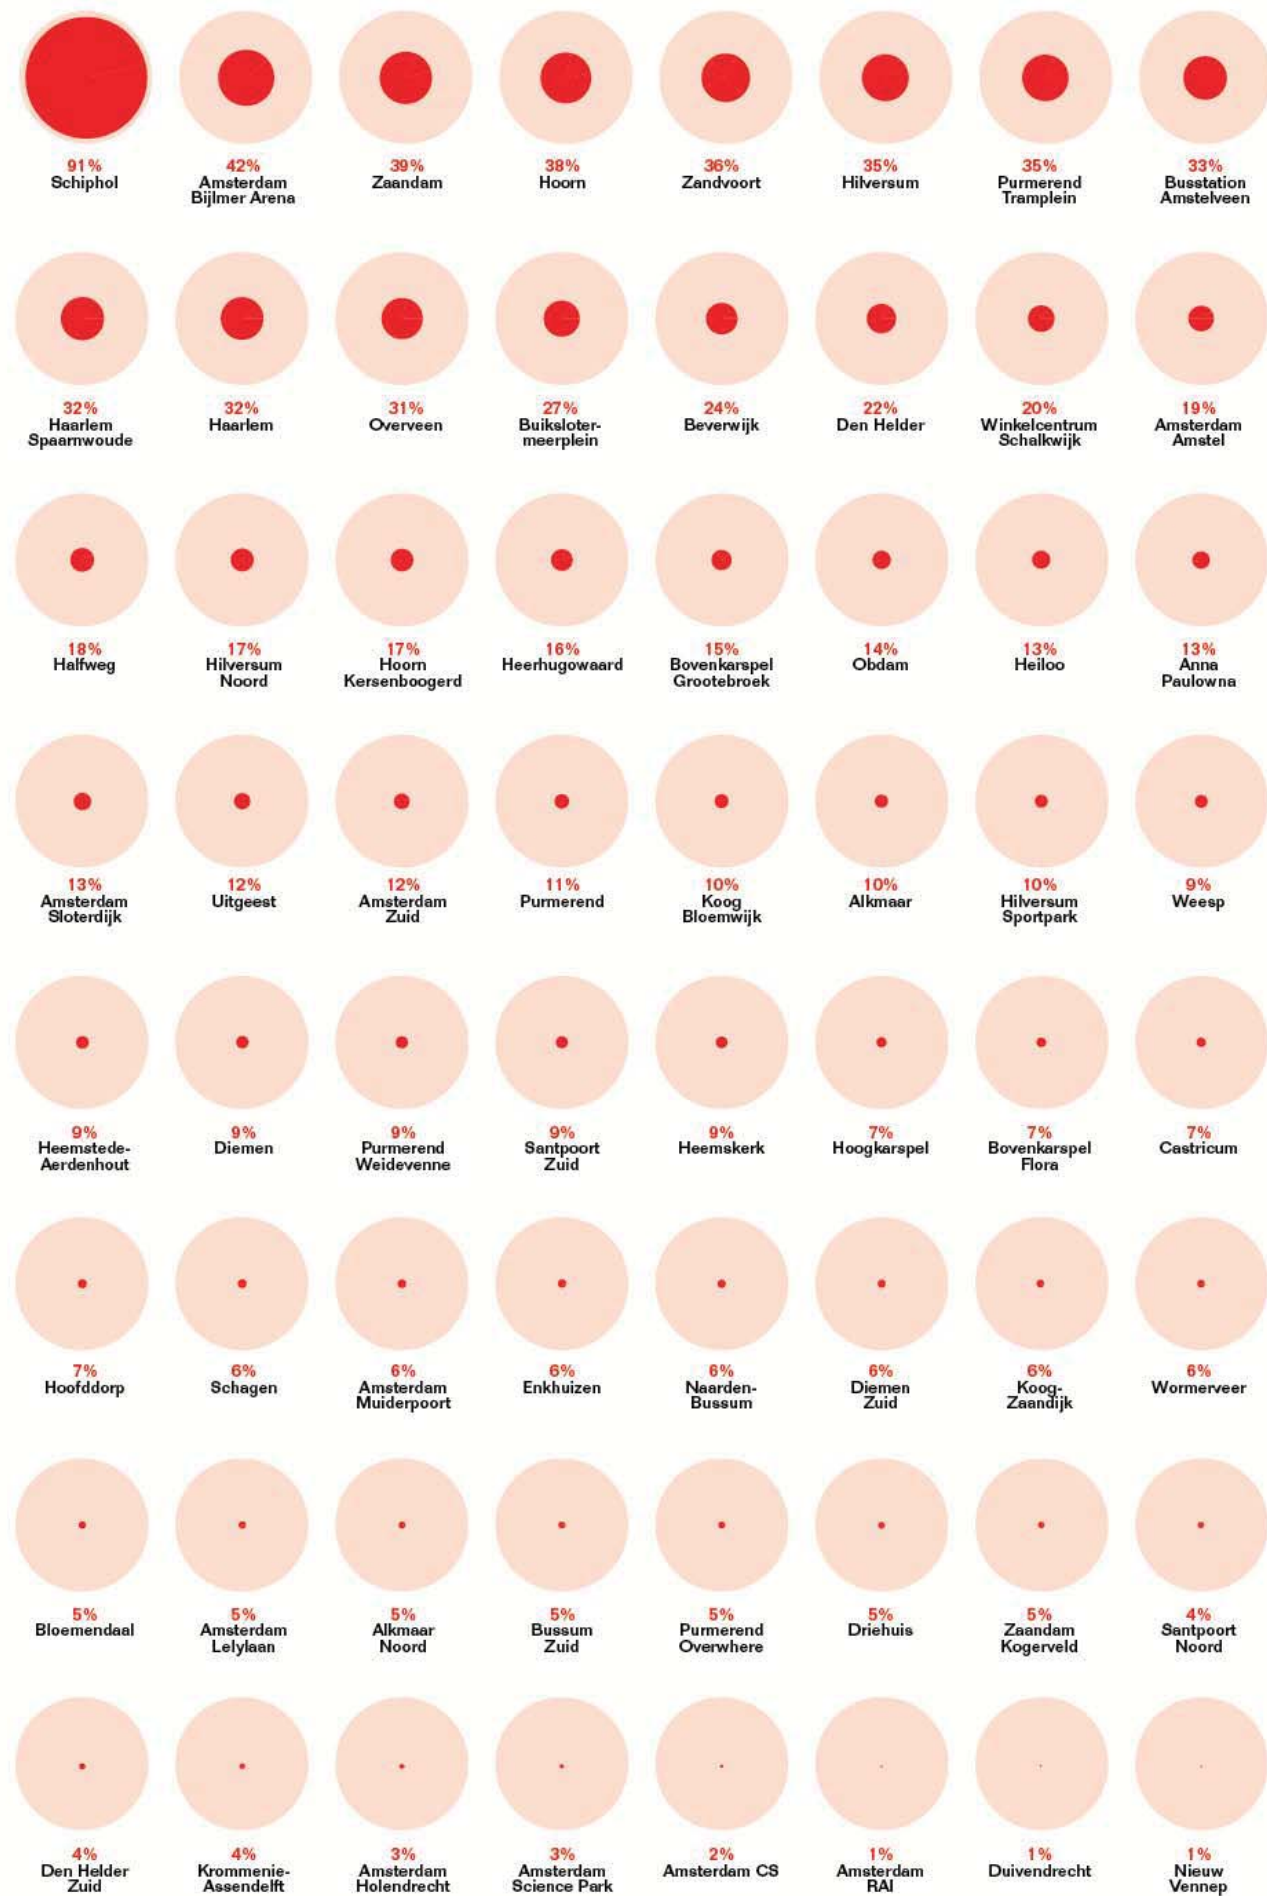 91%
Schiphol
42%
Amsterdam
Bijlmer Arena
39%
Zaandam
38%
Hoorn
36%
Zandvoort
35%
Hilversum
35%
Purmerend
Tramplein
33%
Busstation
Amstelveen
32%
Haarlem
Spaarnwoude
32%
Haarlem
31%
Overveen
27%
Buiksloter-
meerplein
24%
Beverwijk
22%
Den Helder
20%
Winkelcentrum
Schalkwijk
19%
Amsterdam
Amstel
18%
Halfweg
17%
Hilversum
Noord
17%
Hoorn
Kersenboogerd
16%
Heerhugowaard
15%
Bovenkarspel
Grootebroek
14%
Obdam
13%
Heiloo
13%
Anna
Paulowna
13%
Amsterdam
Sloterdijk
12%
Uitgeest
12%
Amsterdam
Zuid
11%
Purmerend
10%
Koog
Bloemwijk
10%
Alkmaar
10%
Hilversum
Sportpark
9%
Weesp
9%
Heemstede-
Aerdenhout
9%
Diemen
9%
Purmerend
Weidevenne
9%
Santpoort
Zuid
9%
Heemskerk
7%
Hoogkarspel
7%
Bovenkarspel
Flora
7%
Castricum
7%
Hoofddorp
6%
Schagen
6%
Amsterdam
Muiderpoort
6%
Enkhuizen
6%
Naarden-
Bussum
6%
Diemen
Zuid
6%
Koog-
Zaandijk
6%
Wormerveer
5%
Bloemendaal
5%
Amsterdam
Lelylaan
5%
Alkmaar
Noord
5%
Bussum
Zuid
5%
Purmerend
Overwhere
5%
Driehuis
5%
Zaandam
Kogerveld
4%
Santpoort
Noord
4%
Den Helder
Zuid
4%
Krommenie-
Assendelft
3%
Amsterdam
Holendrecht
3%
Amsterdam
Science Park
2%
Amsterdam CS
1%
Amsterdam
RAI
1%
Duivendrecht
1%
Nieuw
Vennep